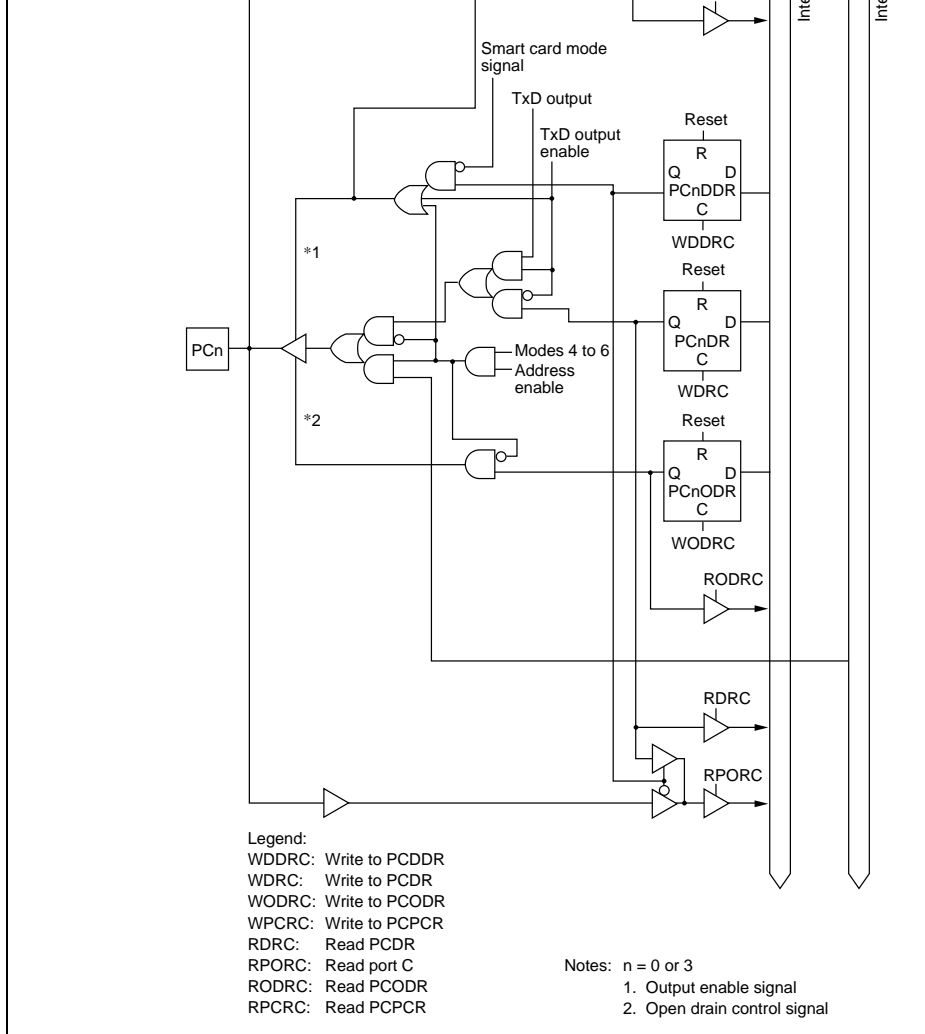 Smart card mode
signal
TxD output
TxD output
enable
Reset
R
Q D
PCnDDR
C
WDDRC
*1
Reset
R
Q D
PCnDR
C
WDRC
PCn
Modes 4 to 6
Address
enable
*2
Reset
R
Q D
PCnODR
C
WODRC
RODRC
RDRC
RPORC
Legend:
WDDRC: Write to PCDDR
WDRC: Write to PCDR
WODRC: Write to PCODR
WPCRC: Write to PCPCR
RDRC: Read PCDR
RPORC: Read port C
RODRC: Read PCODR
RPCRC: Read PCPCR
Notes: n = 0 or 3
1. Output enable signal
2. Open drain control signal